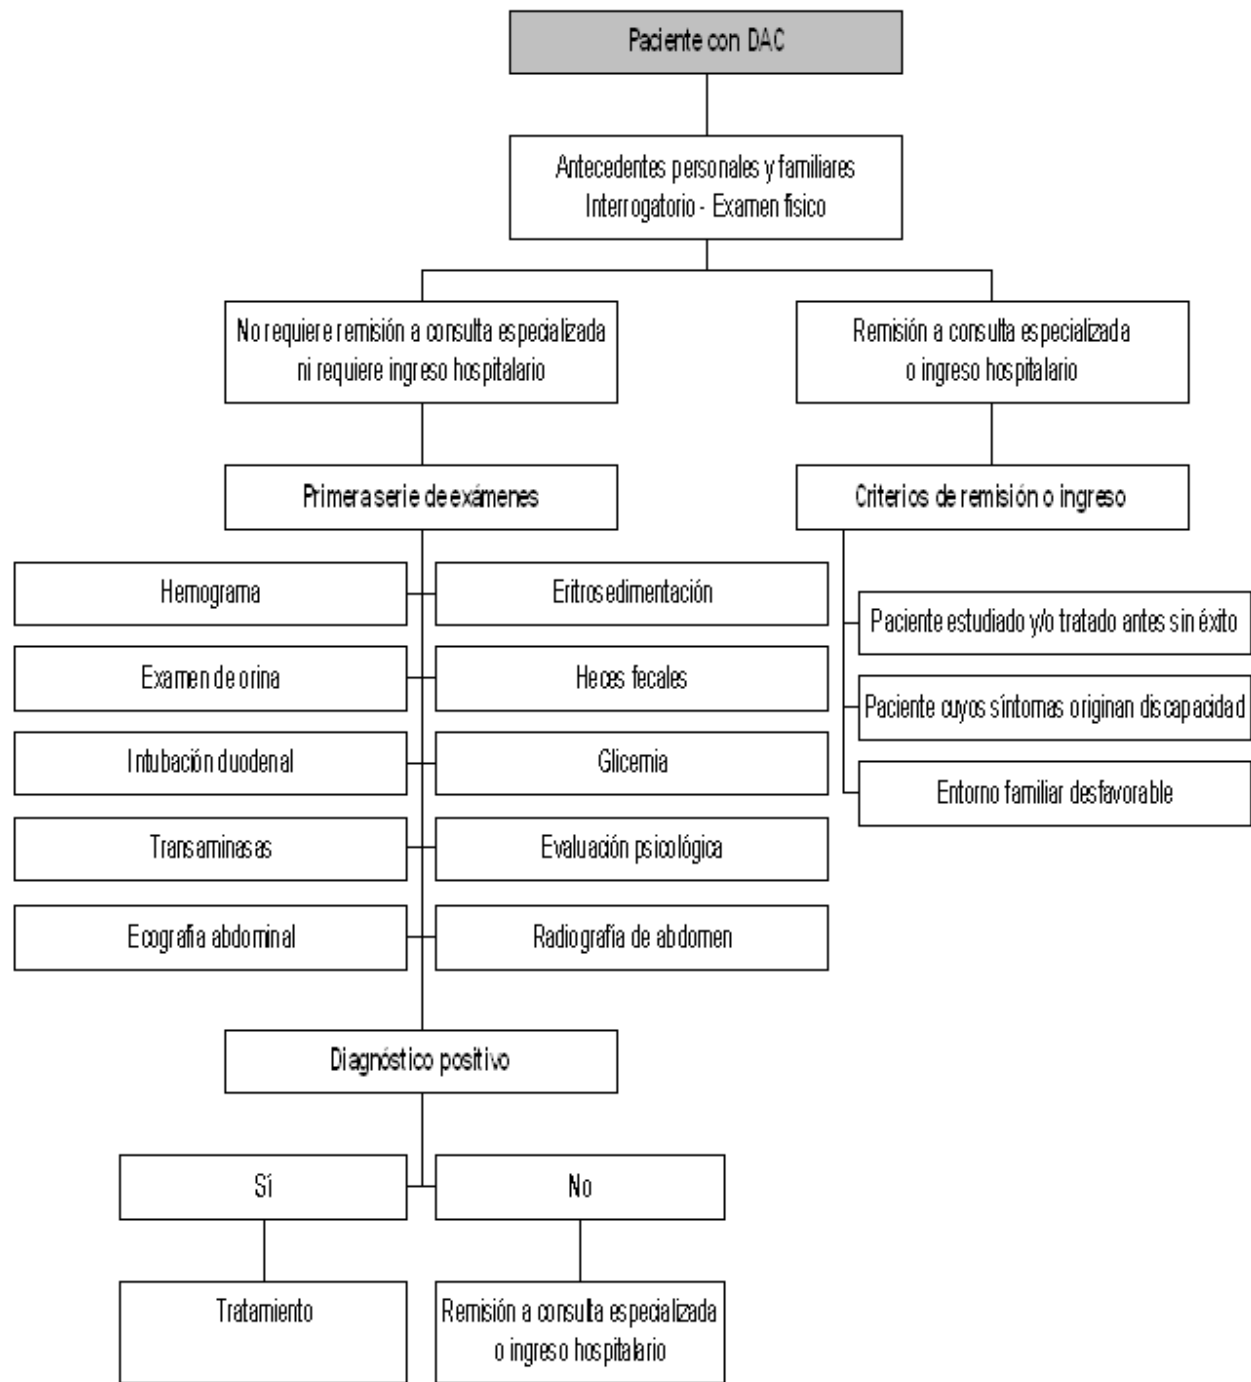 Paciente con DAC
Antecedentes personales y familiares
Interrogatorio - Examen físico
No requiere remisión a consulta especializada
ni requiere ingreso hospitalario
Remisión a consulta especializada
o ingreso hospitalario
Primera serie de exámenes
Criterios de remisión o ingreso
Hemograma
Eritrosedimentación
Paciente estudiado y/o tratado antes sin éxito
Examen de orina
Heces fecales
Paciente cuyos síntomas originan discapacidad
Intubación duodenal
Glicemia
Entorno familiar desfavorable
Transaminasas
Evaluación psicológica
Ecografía abdominal
Radiografía de abdomen
Diagnóstico positivo
Sí
No
Tratamiento
Remisión a consulta especializada
o ingreso hospitalario